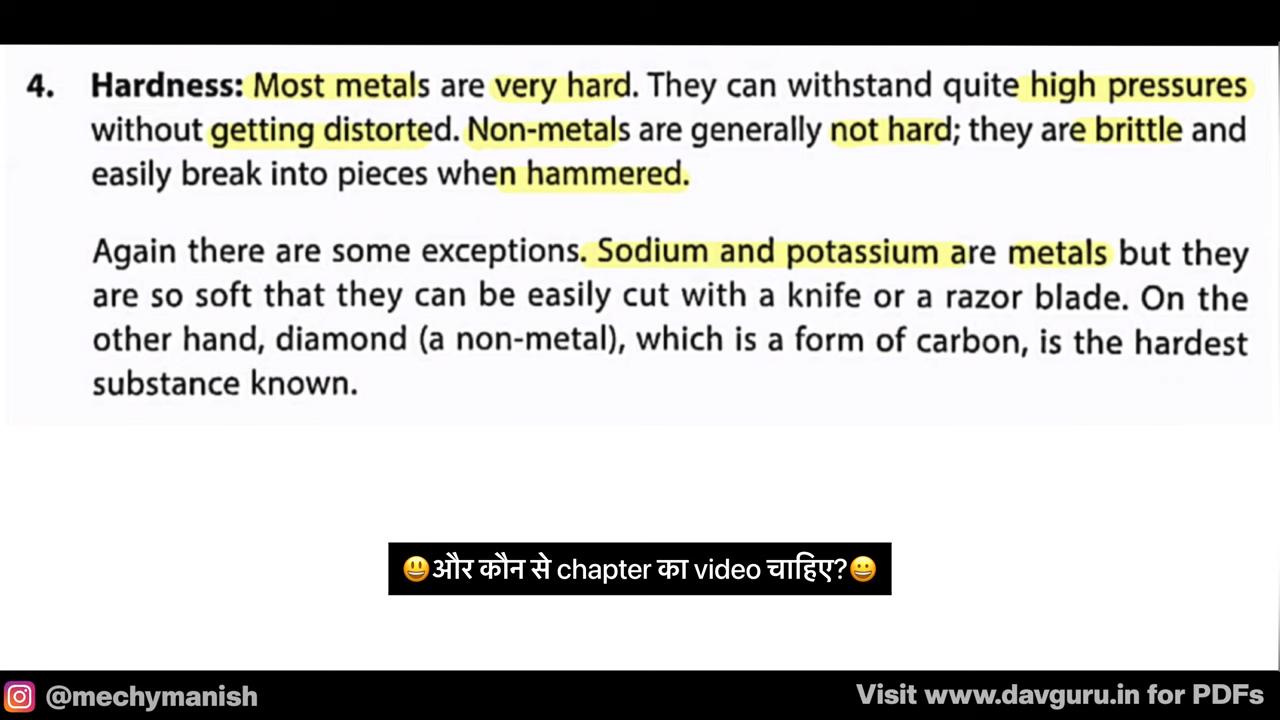 4. Hardness: Most metals are very hard. They can withstand quite high pressures
without getting distorted. Non-metals are generally not hard; they are brittle and
easily break into pieces when hammered.
Again there are some exceptions. Sodium and potassium are metals but they
are so soft that they can be easily cut with a knife or a razor blade. On the
other hand, diamond (a non-metal), which is a form of carbon, is the hardest
substance known.
😃और कौन से chapter का video चाहिए?😀
@mechymanish
Visit www.davguru.in for PDFs